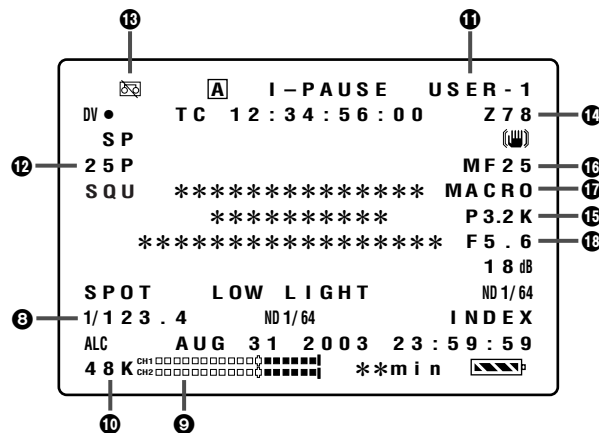 ⓭ ⓫
A I–PAUSE USER-1
DV ● TC 12:34:56:00 Z78 ⓮
SP
⓬ 25P MF25 ⓰
SQU ************** MACRO ⓱
********** P3.2K ⓯
***************** F5.6 ⓲
18dB
SPOT LOW LIGHT ND1/64
❽ 1/123.4 ND1/64 INDEX
ALC AUG 31 2003 23:59:59
48K CH1 **min
CH2
❿ ❾